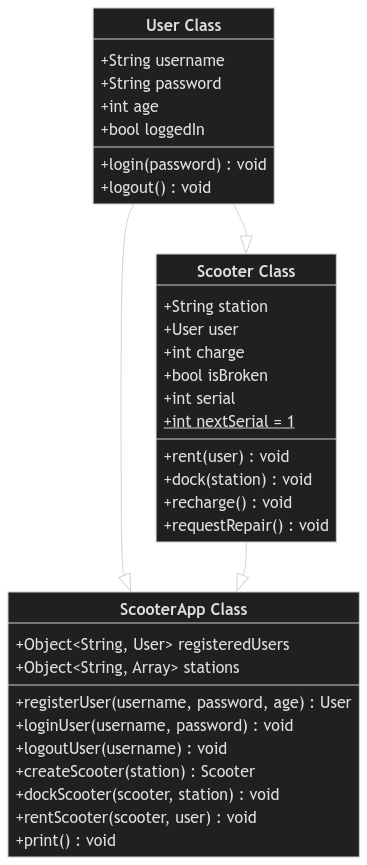 User Class
+String username
+String password
+int age
+bool loggedIn
+login(password) : void
+logout() : void
Scooter Class
+String station
+User user
+int charge
+bool isBroken
+int serial
+int nextSerial = 1
+rent(user) : void
+dock(station) : void
+recharge() : void
+requestRepair() : void
ScooterApp Class
+Object<String, User> registeredUsers
+Object<String, Array> stations
+registerUser(username, password, age) : User
+loginUser(username, password) : void
+logoutUser(username) : void
+createScooter(station) : Scooter
+dockScooter(scooter, station) : void
+rentScooter(scooter, user) : void
+print() : void